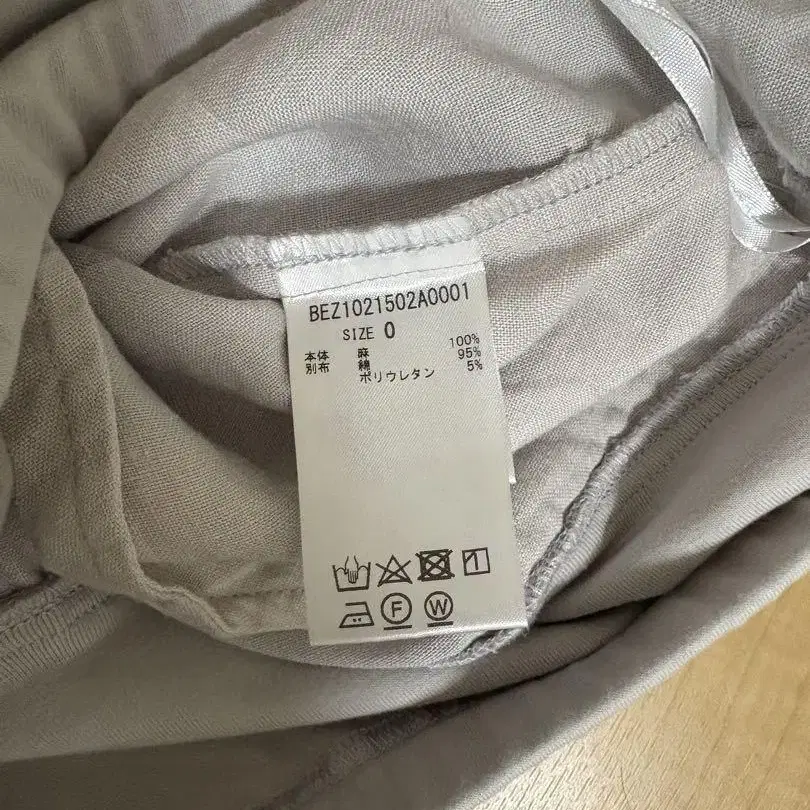 BEZ1021502A0001
SIZE 0
本体 麻 100%
別布 綿 95%
ポリウレタン 5%
F W